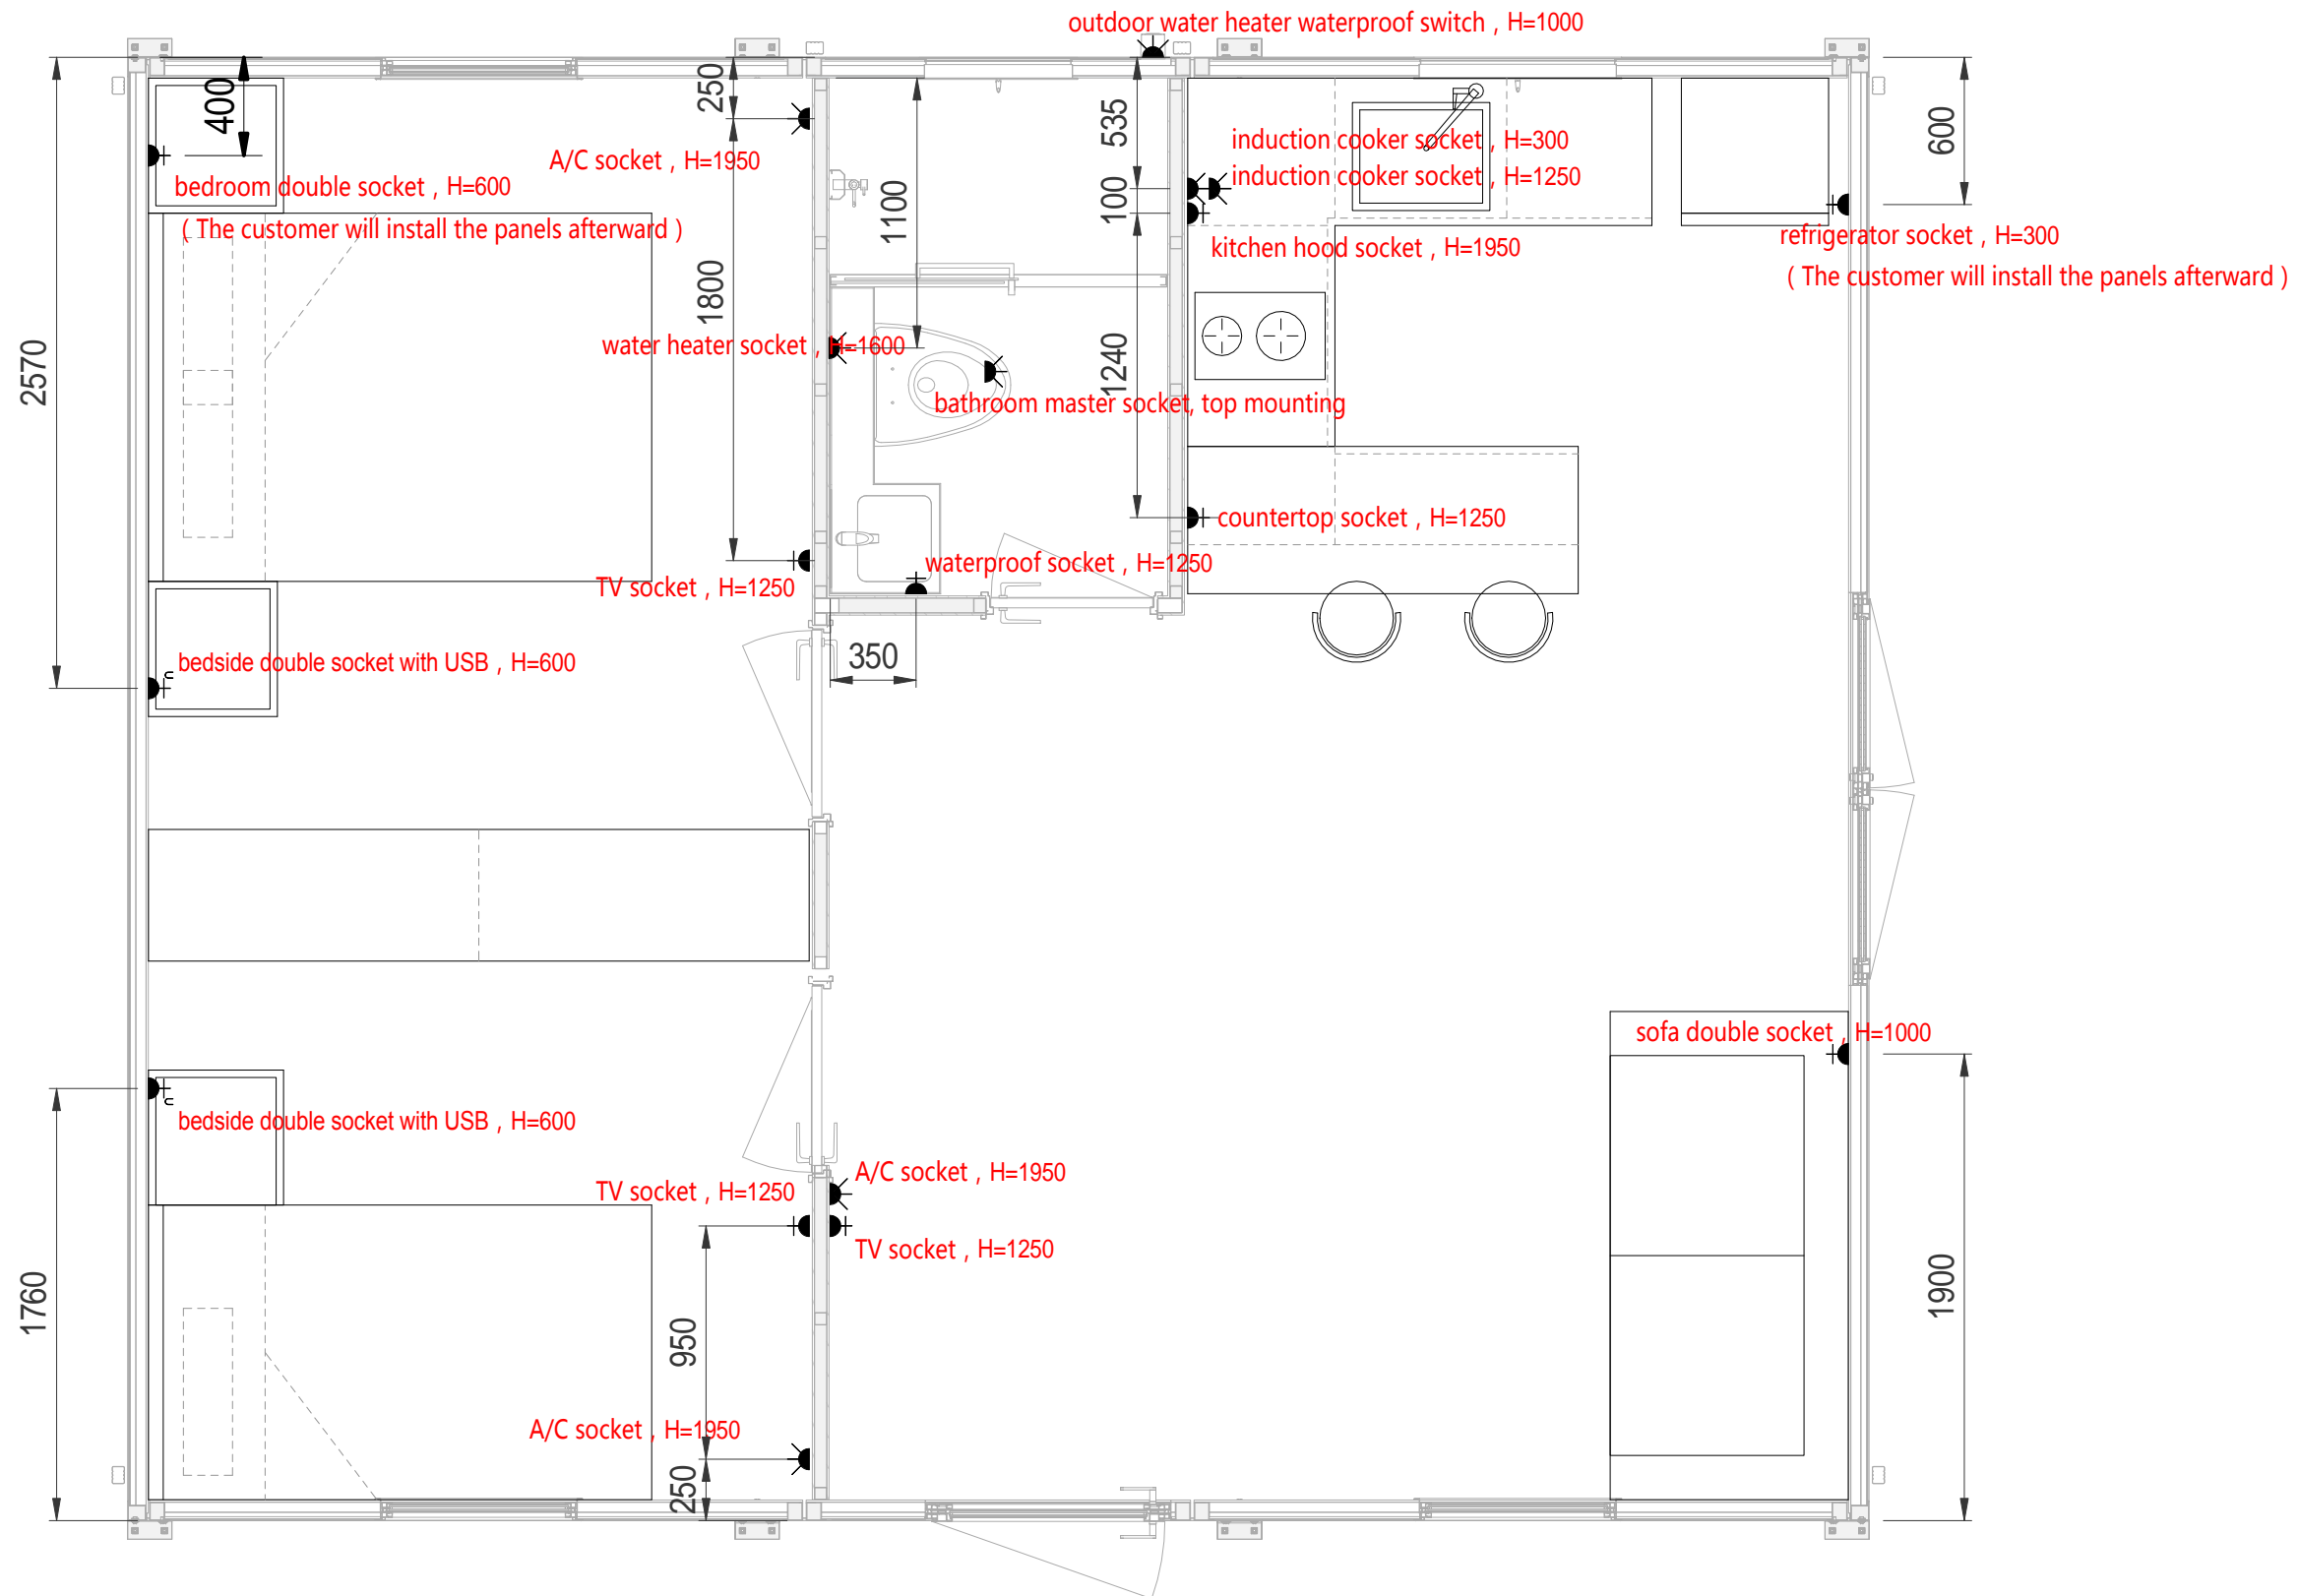 outdoor water heater waterproof switch , H=1000
400
250
535
600
induction cooker socket , H=300
A/C socket , H=1950
induction cooker socket , H=1250
bedroom double socket , H=600
100
1100
( The customer will install the panels afterward )
kitchen hood socket , H=1950
refrigerator socket , H=300
( The customer will install the panels afterward )
1800
water heater socket , H=1600
2570
1240
bathroom master socket, top mounting
countertop socket , H=1250
waterproof socket , H=1250
TV socket , H=1250
350
bedside double socket with USB , H=600
sofa double socket , H=1000
bedside double socket with USB , H=600
A/C socket , H=1950
TV socket , H=1250
TV socket , H=1250
1760
1900
950
A/C socket , H=1950
250